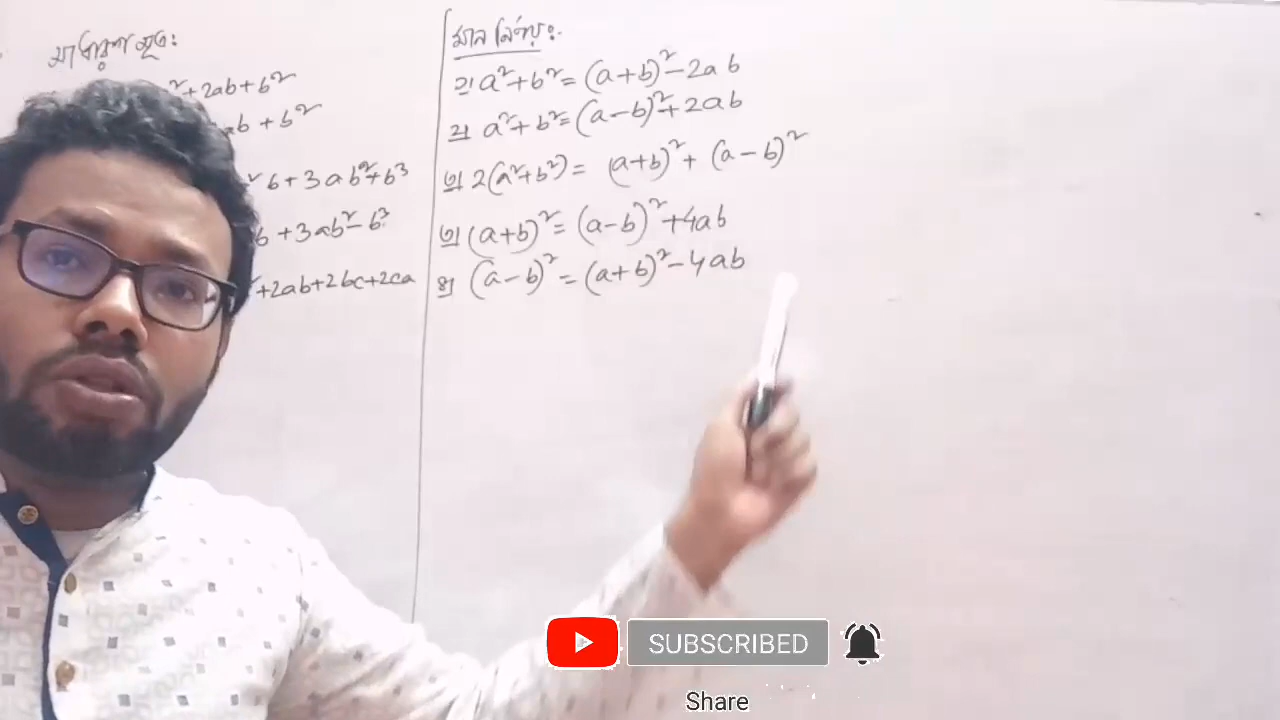 সাধারণ সূত্র:
² + 2ab + b²
ab + b²
² b + 3ab² + b³
b + 3ab² - b³
² + 2ab + 2bc + 2ca
মান নির্ণয়:-
১। a² + b² = (a+b)² - 2ab
২। a² + b² = (a-b)² + 2ab
৩। 2(a² + b²) = (a+b)² + (a-b)²
৩। (a+b)² = (a-b)² + 4ab
৪। (a-b)² = (a+b)² - 4ab
SUBSCRIBED
Share